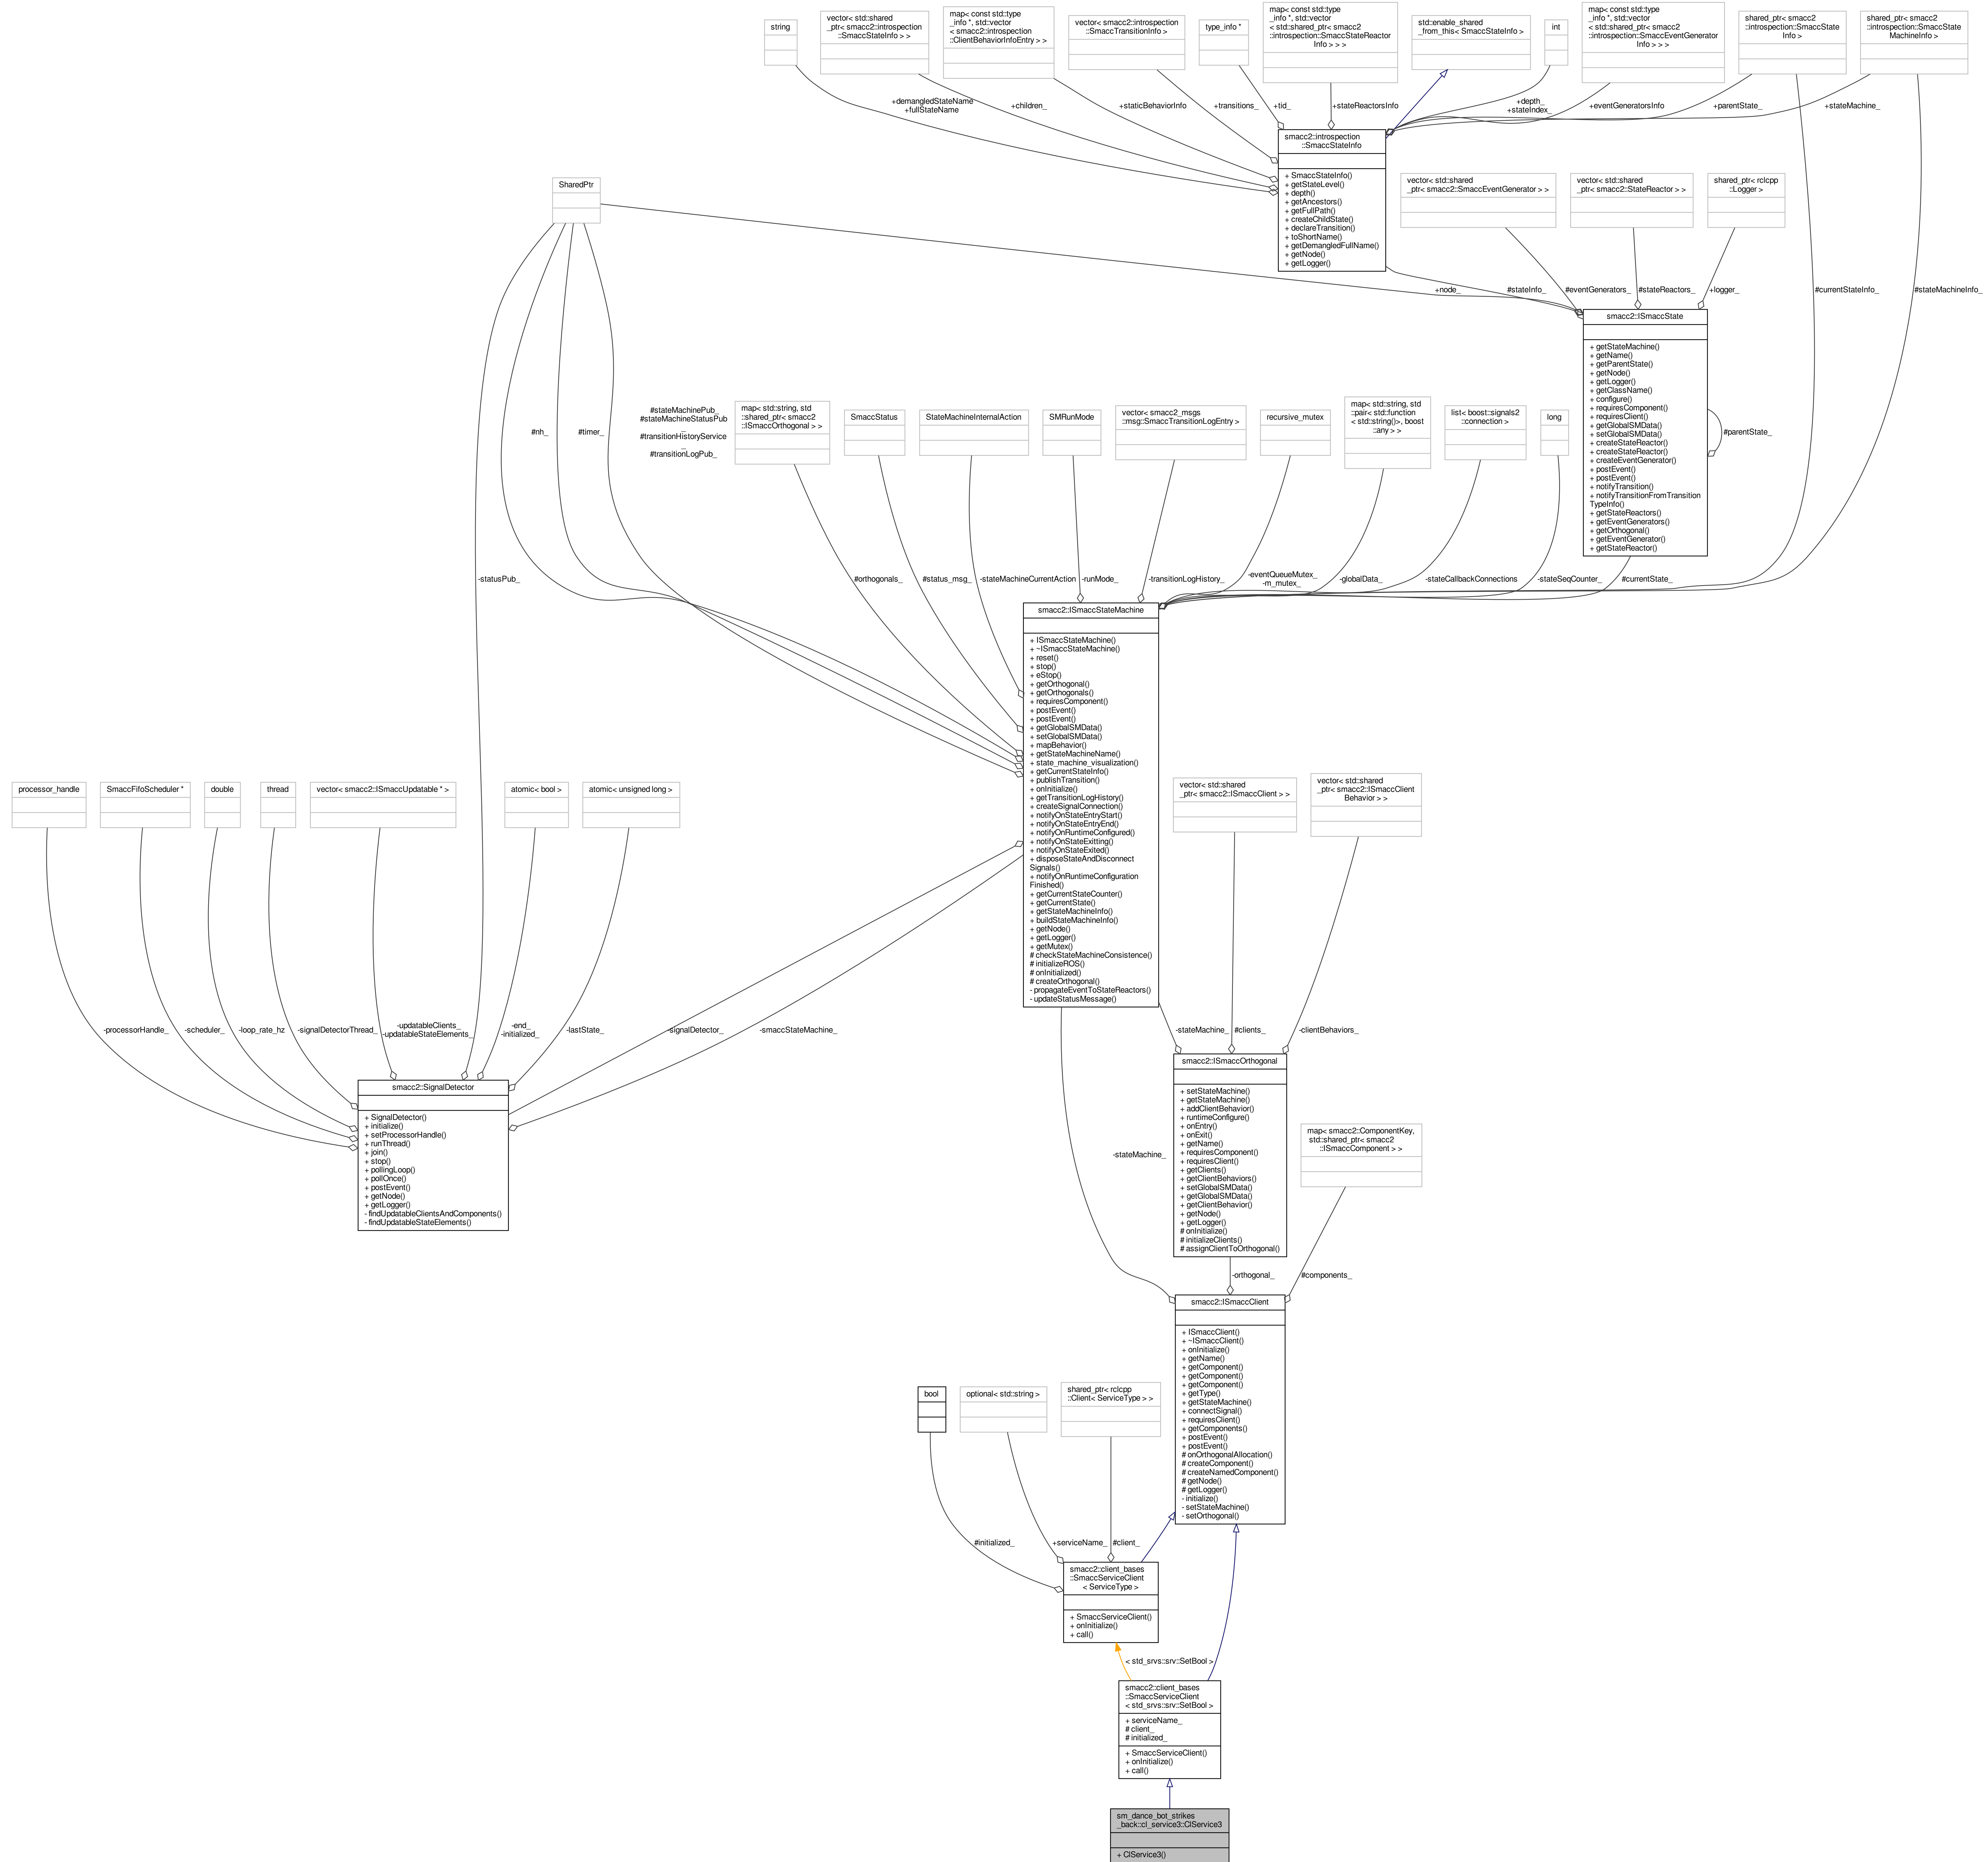 string
vector< std::shared
_ptr< smacc2::introspection
::SmaccStateInfo > >
map< const std::type
_info *, std::vector
< smacc2::introspection
::ClientBehaviorInfoEntry > >
vector< smacc2::introspection
::SmaccTransitionInfo >
type_info *
map< const std::type
_info *, std::vector
< std::shared_ptr< smacc2
::introspection::SmaccStateReactor
Info > > >
std::enable_shared
_from_this< SmaccStateInfo >
int
map< const std::type
_info *, std::vector
< std::shared_ptr< smacc2
::introspection::SmaccEventGenerator
Info > > >
shared_ptr< smacc2
::introspection::SmaccState
Info >
shared_ptr< smacc2
::introspection::SmaccState
MachineInfo >
+demangledStateName
+fullStateName
+children_
+staticBehaviorInfo
+transitions_
+tid_
+stateReactorsInfo
+depth_
+stateIndex_
+eventGeneratorsInfo
+parentState_
+stateMachine_
smacc2::introspection
::SmaccStateInfo
+ SmaccStateInfo()
+ getStateLevel()
+ depth()
+ getAncestors()
+ getFullPath()
+ createChildState()
+ declareTransition()
+ toShortName()
+ getDemangledFullName()
+ getNode()
+ getLogger()
SharedPtr
vector< std::shared
_ptr< smacc2::SmaccEventGenerator > >
vector< std::shared
_ptr< smacc2::StateReactor > >
shared_ptr< rclcpp
::Logger >
+node_
#stateInfo_
#eventGenerators_
#stateReactors_
+logger_
#currentStateInfo_
#stateMachineInfo_
smacc2::ISmaccState
+ getStateMachine()
+ getName()
+ getParentState()
+ getNode()
+ getLogger()
+ getClassName()
+ configure()
+ requiresComponent()
+ requiresClient()
+ getGlobalSMData()
+ setGlobalSMData()
+ createStateReactor()
+ createStateReactor()
+ createEventGenerator()
+ postEvent()
+ postEvent()
+ notifyTransition()
+ notifyTransitionFromTransition
TypeInfo()
+ getStateReactors()
+ getEventGenerators()
+ getOrthogonal()
+ getEventGenerator()
+ getStateReactor()
#parentState_
#nh_
#timer_
#stateMachinePub_
#stateMachineStatusPub
_
#transitionHistoryService
_
#transitionLogPub_
map< std::string, std
::shared_ptr< smacc2
::ISmaccOrthogonal > >
SmaccStatus
StateMachineInternalAction
SMRunMode
vector< smacc2_msgs
::msg::SmaccTransitionLogEntry >
recursive_mutex
map< std::string, std
::pair< std::function
< std::string()>, boost
::any > >
list< boost::signals2
::connection >
long
-statusPub_
#orthogonals_
#status_msg_
-stateMachineCurrentAction
-runMode_
-transitionLogHistory_
-eventQueueMutex_
-m_mutex_
-globalData_
-stateCallbackConnections
-stateSeqCounter_
#currentState_
smacc2::ISmaccStateMachine
+ ISmaccStateMachine()
+ ~ISmaccStateMachine()
+ reset()
+ stop()
+ eStop()
+ getOrthogonal()
+ getOrthogonals()
+ requiresComponent()
+ postEvent()
+ postEvent()
+ getGlobalSMData()
+ setGlobalSMData()
+ mapBehavior()
+ getStateMachineName()
+ state_machine_visualization()
+ getCurrentStateInfo()
+ publishTransition()
+ onInitialize()
+ getTransitionLogHistory()
+ createSignalConnection()
+ notifyOnStateEntryStart()
+ notifyOnStateEntryEnd()
+ notifyOnRuntimeConfigured()
+ notifyOnStateExitting()
+ notifyOnStateExited()
+ disposeStateAndDisconnect
Signals()
+ notifyOnRuntimeConfiguration
Finished()
+ getCurrentStateCounter()
+ getCurrentState()
+ getStateMachineInfo()
+ buildStateMachineInfo()
+ getNode()
+ getLogger()
+ getMutex()
# checkStateMachineConsistence()
# initializeROS()
# onInitialized()
# createOrthogonal()
- propagateEventToStateReactors()
- updateStatusMessage()
processor_handle
SmaccFifoScheduler *
double
thread
vector< smacc2::ISmaccUpdatable * >
atomic< bool >
atomic< unsigned long >
vector< std::shared
_ptr< smacc2::ISmaccClient > >
vector< std::shared
_ptr< smacc2::ISmaccClient
Behavior > >
-processorHandle_
-scheduler_
-loop_rate_hz
-signalDetectorThread_
-updatableClients_
-updatableStateElements_
-end_
-initialized_
-lastState_
-signalDetector_
-smaccStateMachine_
-stateMachine_
#clients_
-clientBehaviors_
smacc2::SignalDetector
+ SignalDetector()
+ initialize()
+ setProcessorHandle()
+ runThread()
+ join()
+ stop()
+ pollingLoop()
+ pollOnce()
+ postEvent()
+ getNode()
+ getLogger()
- findUpdatableClientsAndComponents()
- findUpdatableStateElements()
smacc2::ISmaccOrthogonal
+ setStateMachine()
+ getStateMachine()
+ addClientBehavior()
+ runtimeConfigure()
+ onEntry()
+ onExit()
+ getName()
+ requiresComponent()
+ requiresClient()
+ getClients()
+ getClientBehaviors()
+ setGlobalSMData()
+ getGlobalSMData()
+ getClientBehavior()
+ getNode()
+ getLogger()
# onInitialize()
# initializeClients()
# assignClientToOrthogonal()
map< smacc2::ComponentKey,
std::shared_ptr< smacc2
::ISmaccComponent > >
-stateMachine_
-orthogonal_
#components_
smacc2::ISmaccClient
+ ISmaccClient()
+ ~ISmaccClient()
+ onInitialize()
+ getName()
+ getComponent()
+ getComponent()
+ getComponent()
+ getType()
+ getStateMachine()
+ connectSignal()
+ requiresClient()
+ getComponents()
+ postEvent()
+ postEvent()
# onOrthogonalAllocation()
# createComponent()
# createNamedComponent()
# getNode()
# getLogger()
- initialize()
- setStateMachine()
- setOrthogonal()
bool
optional< std::string >
shared_ptr< rclcpp
::Client< ServiceType > >
#initialized_
+serviceName_
#client_
smacc2::client_bases
::SmaccServiceClient
< ServiceType >
+ SmaccServiceClient()
+ onInitialize()
+ call()
< std_srvs::srv::SetBool >
smacc2::client_bases
::SmaccServiceClient
< std_srvs::srv::SetBool >
+ serviceName_
# client_
# initialized_
+ SmaccServiceClient()
+ onInitialize()
+ call()
sm_dance_bot_strikes
_back::cl_service3::ClService3
+ ClService3()